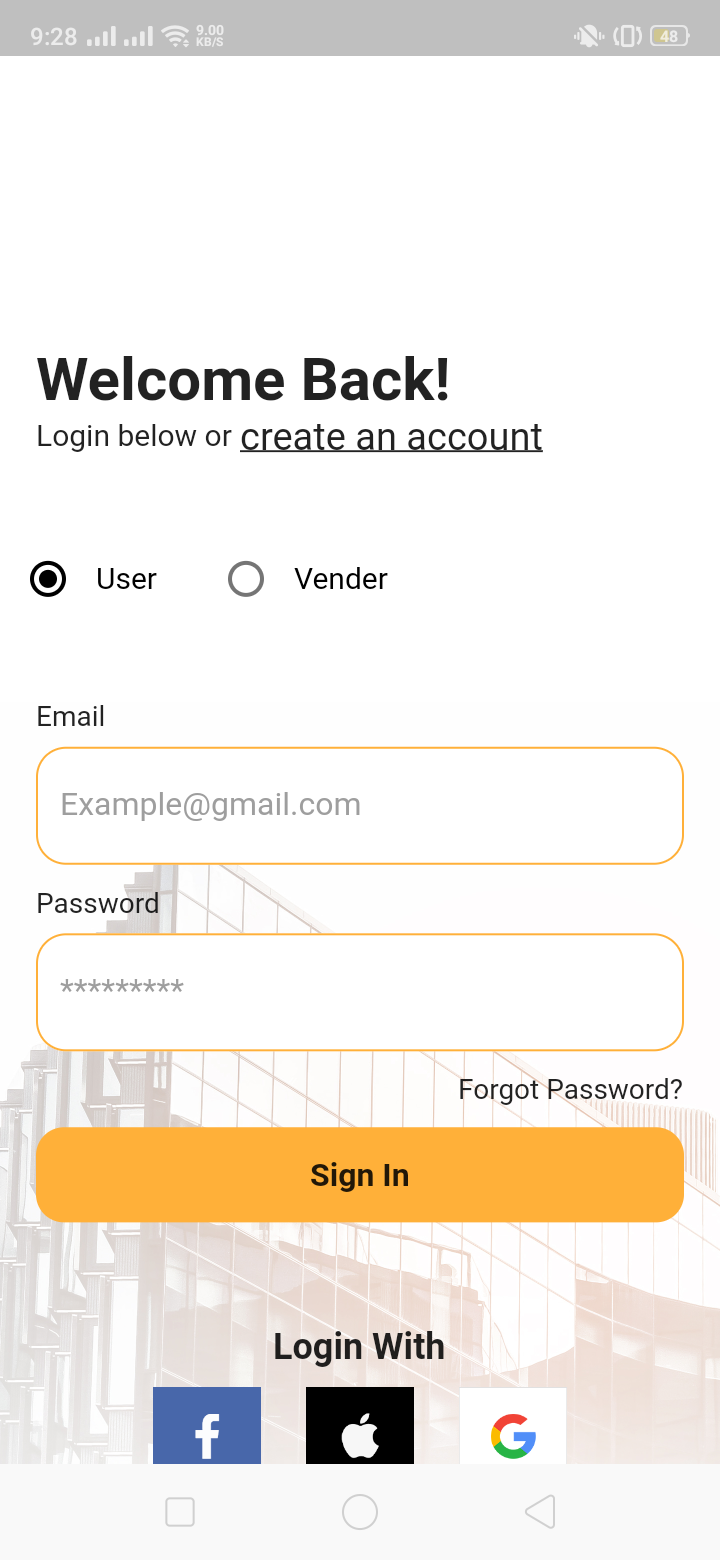 9:28 9.00 KB/S 48
Welcome Back!
Login below or create an account
User Vender
Email
Example@gmail.com
Password
*********
Forgot Password?
Sign In
Login With